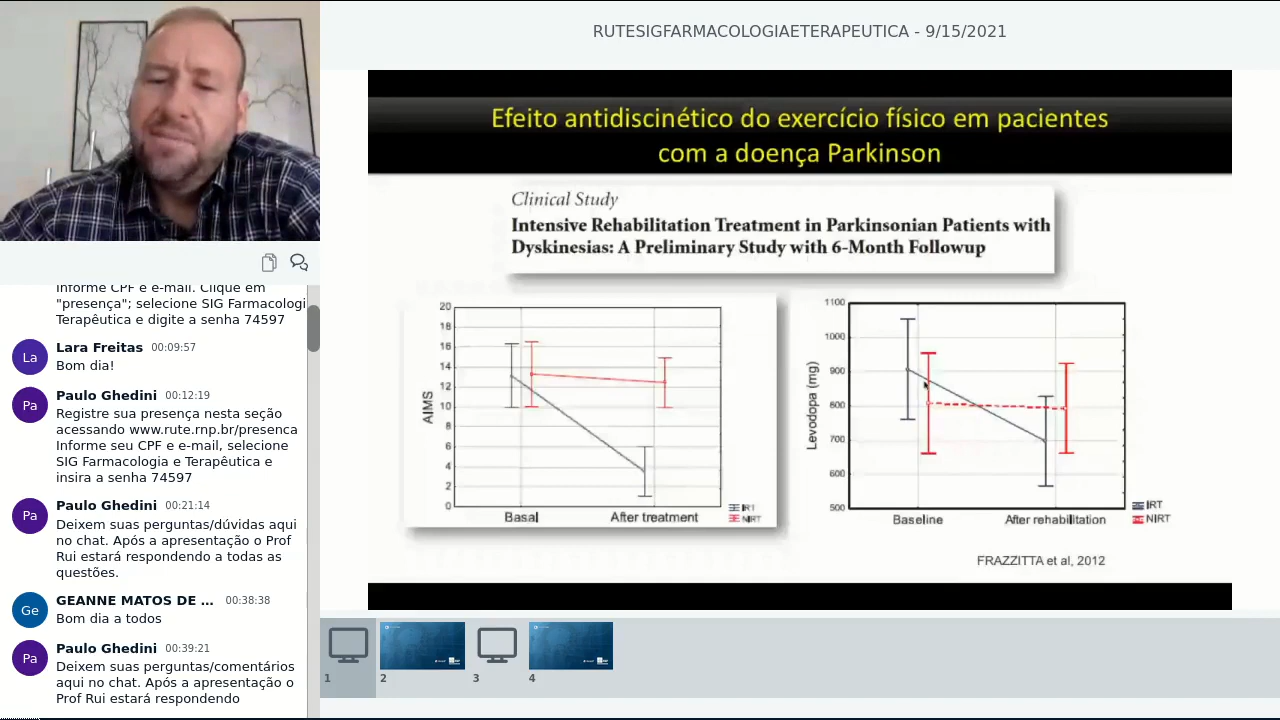 RUTESIGFARMACOLOGIAETERAPEUTICA - 9/15/2021
Informe CPF e e-mail. Clique em
"presença"; selecione SIG Farmacologi
Terapêutica e digite a senha 74597
La
Lara Freitas 00:09:57
Bom dia!
Pa
Paulo Ghedini 00:12:19
Registre sua presença nesta seção
acessando www.rute.rnp.br/presenca
Informe seu CPF e e-mail, selecione
SIG Farmacologia e Terapêutica e
insira a senha 74597
Pa
Paulo Ghedini 00:21:14
Deixem suas perguntas/dúvidas aqui
no chat. Após a apresentação o Prof
Rui estará respondendo a todas as
questões.
Ge
GEANNE MATOS DE ... 00:38:38
Bom dia a todos
Pa
Paulo Ghedini 00:39:21
Deixem suas perguntas/comentários
aqui no chat. Após a apresentação o
Prof Rui estará respondendo
Efeito antidiscinético do exercício físico em pacientes
com a doença Parkinson
Clinical Study
Intensive Rehabilitation Treatment in Parkinsonian Patients with
Dyskinesias: A Preliminary Study with 6-Month Followup
AIMS
20
18
16
14
12
10
8
6
4
2
0
Basal After treatment
IRT
NIRT
Levodopa (mg)
1100
1000
900
800
700
600
500
Baseline After rehabilitation
IRT
NIRT
FRAZZITTA et al, 2012
1 2 3 4